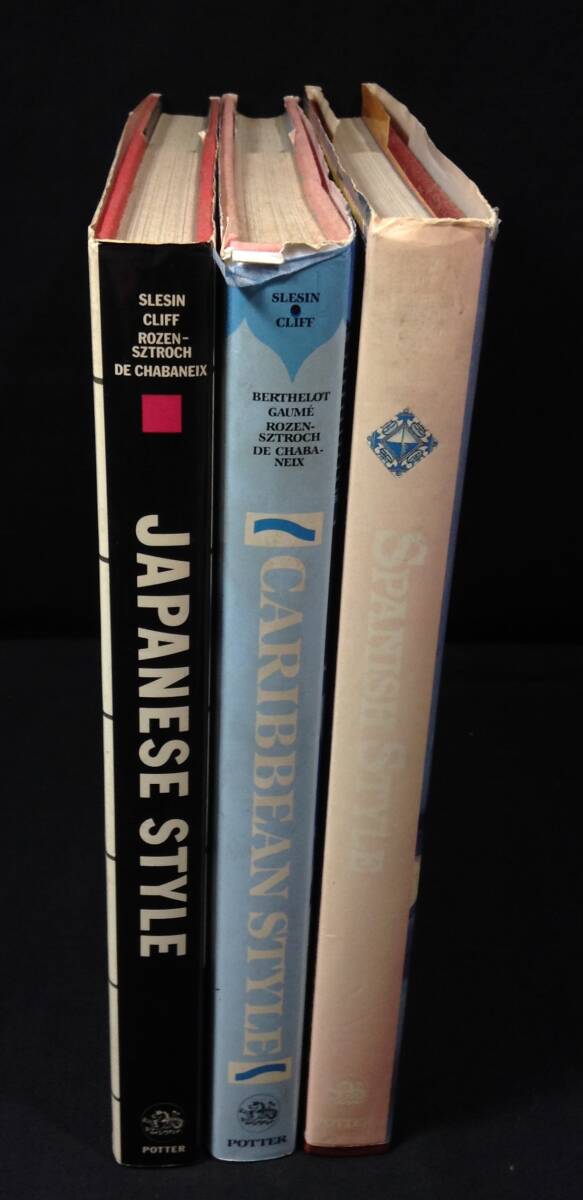 SLESIN
CLIFF
ROZEN-
SZTROCH
DE CHABANEIX
JAPANESE STYLE
POTTER
SLESIN
CLIFF
BERTHELOT
GAUMÉ
ROZEN-
SZTROCH
DE CHABA-
NEIX
CARIBBEAN STYLE
POTTER
SPANISH STYLE
POTTER